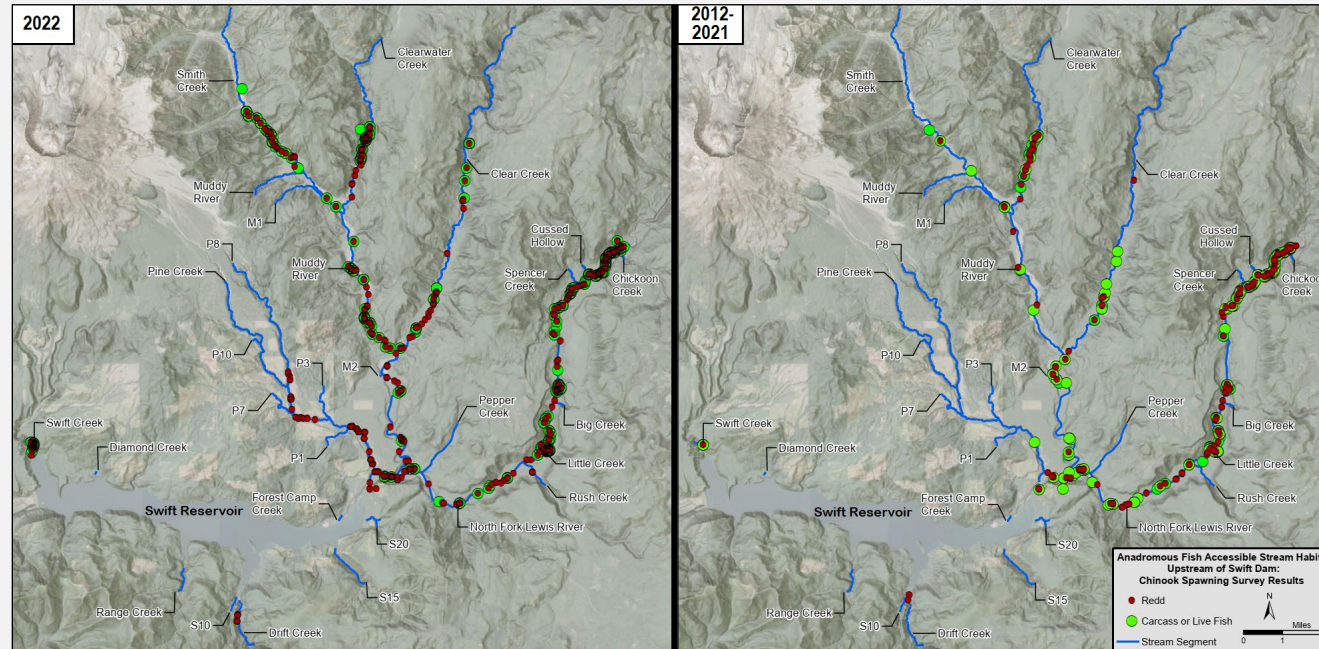 2022
Clearwater
Creek
Smith
Creek
Clear Creek
Muddy
River
M1
Cussed
Hollow
P8
Muddy
River
Spencer
Creek
Chickoon
Creek
Pine Creek
P10
P3
M2
P7
Pepper
Creek
Big Creek
Swift Creek
Diamond Creek
P1
Little Creek
Rush Creek
Forest Camp
Creek
Swift Reservoir
North Fork Lewis River
S20
S15
Range Creek
S10
Drift Creek
2012-
2021
Clearwater
Creek
Smith
Creek
Clear Creek
Muddy
River
M1
Cussed
Hollow
P8
Muddy
River
Spencer
Creek
Chickoon
Creek
Pine Creek
P10
P3
M2
P7
Pepper
Creek
Big Creek
Swift Creek
Diamond Creek
P1
Little Creek
Rush Creek
Forest Camp
Creek
Swift Reservoir
North Fork Lewis River
S20
S15
Range Creek
S10
Drift Creek
Anadromous Fish Accessible Stream Habi
Upstream of Swift Dam:
Chinook Spawning Survey Results
Redd
N
Carcass or Live Fish
Miles
Stream Segment
0 1